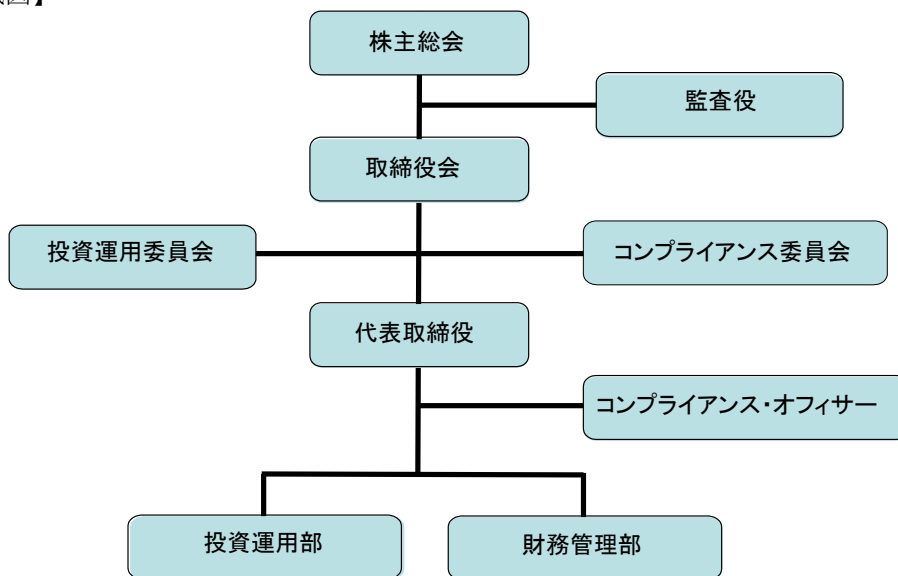 図】
株主総会
監査役
取締役会
投資運用委員会
コンプライアンス委員会
代表取締役
コンプライアンス・オフィサー
投資運用部
財務管理部